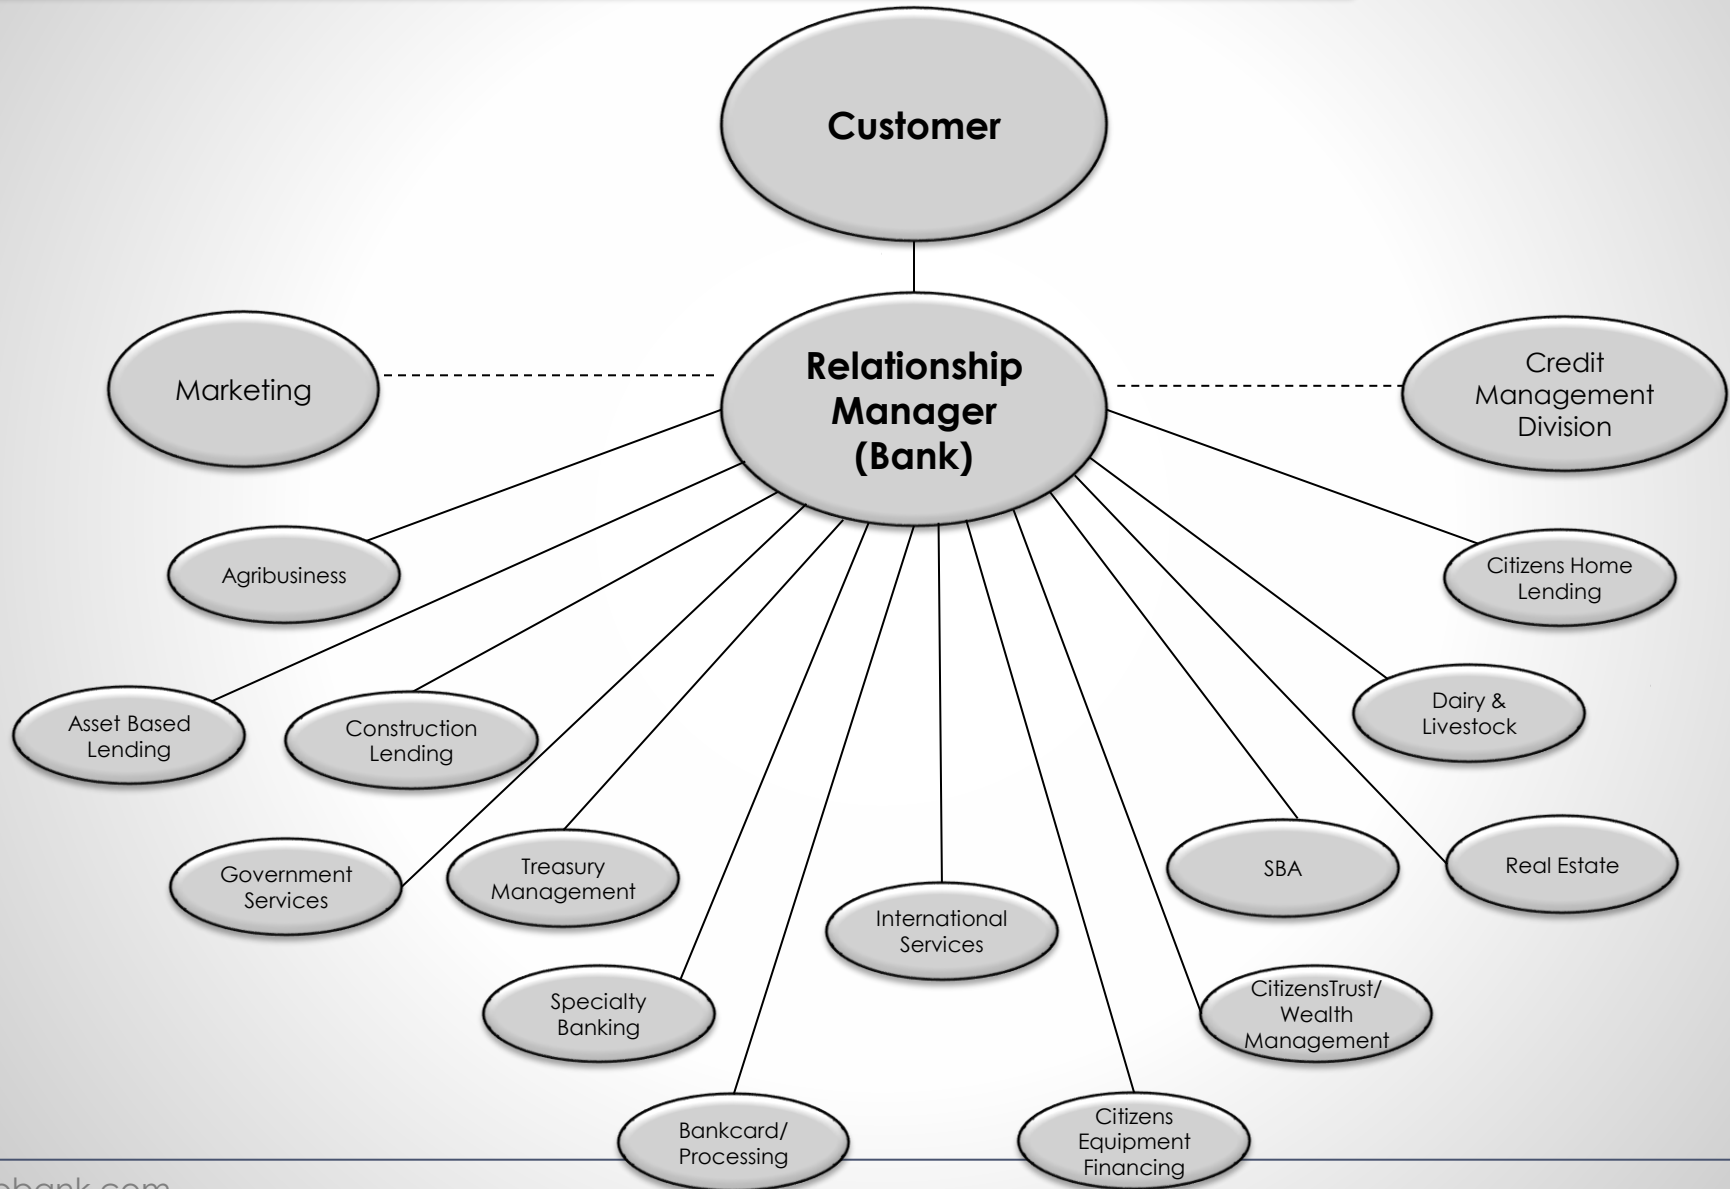 Customer
Relationship
Manager
(Bank)
Marketing
Credit
Management
Division
Agribusiness
Citizens Home
Lending
Asset Based
Lending
Construction
Lending
Dairy &
Livestock
Government
Services
Treasury
Management
International
Services
SBA
Real Estate
Specialty
Banking
CitizensTrust/
Wealth
Management
Bankcard/
Processing
Citizens
Equipment
Financing